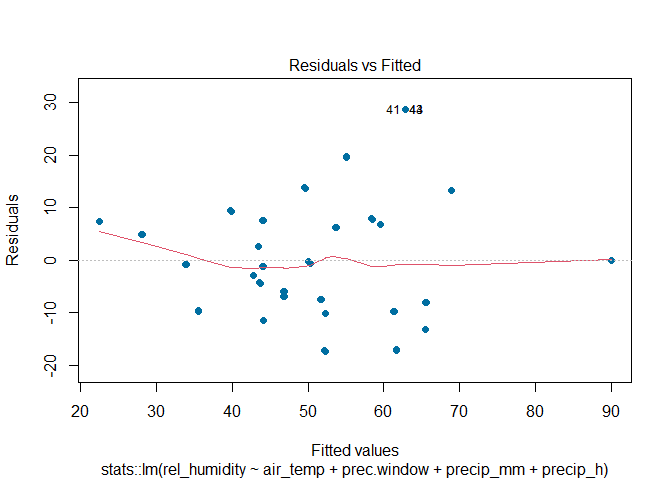 Residuals vs Fitted
30
20
10
0
-10
-20
Residuals
41
20 30 40 50 60 70 80 90
Fitted values
stats::lm(rel_humidity ~ air_temp + prec.window + precip_mm + precip_h)